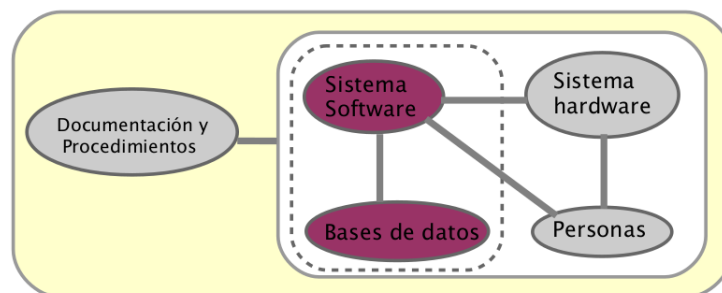 Documentación y
Procedimientos
Sistema
Software
Sistema
hardware
Bases de datos
Personas